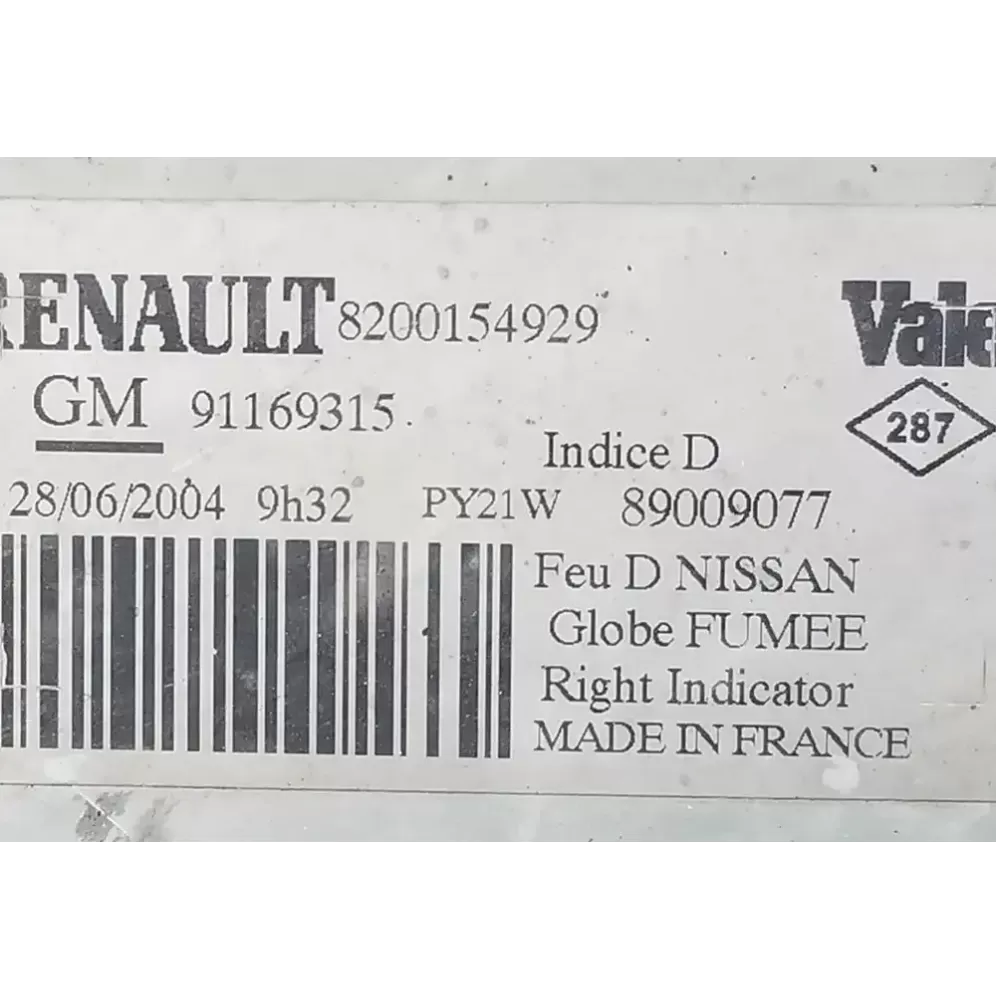 RENAULT 8200154929 Vale
GM 91169315
287
Indice D
28/06/2004 9h32 PY21W 89009077
Feu D NISSAN
Globe FUMEE
Right Indicator
MADE IN FRANCE